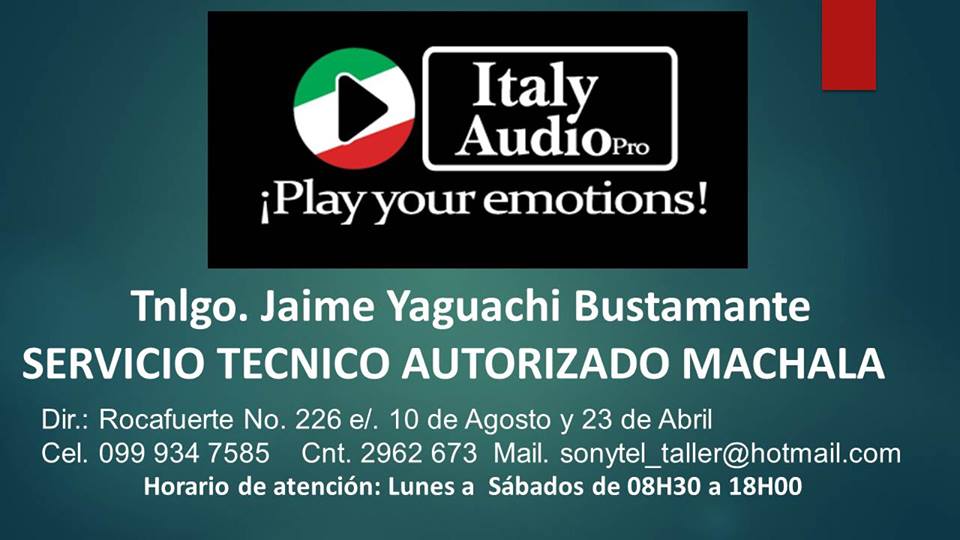 Italy
AudioPro
¡Play your emotions!
Tnlgo. Jaime Yaguachi Bustamante
SERVICIO TECNICO AUTORIZADO MACHALA
Dir.: Rocafuerte No. 226 e/. 10 de Agosto y 23 de Abril
Cel. 099 934 7585 Cnt. 2962 673 Mail. sonytel_taller@hotmail.com
Horario de atención: Lunes a Sábados de 08H30 a 18H00